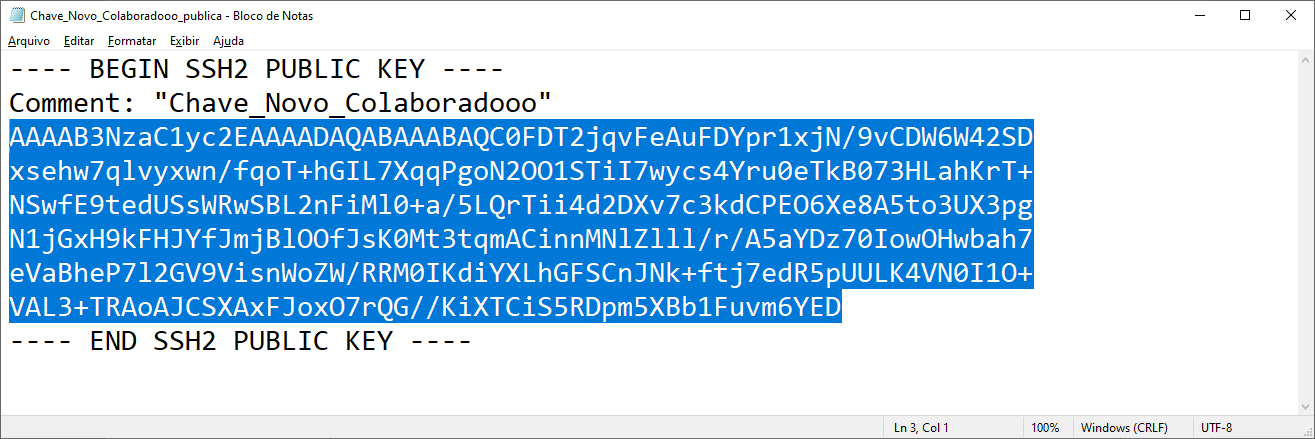 Chave_Novo_Colaboradooo_publica - Bloco de Notas
Arquivo Editar Formatar Exibir Ajuda
---- BEGIN SSH2 PUBLIC KEY ----
Comment: "Chave_Novo_Colaboradooo"
AAAAB3NzaC1yc2EAAAADAQABAAABAQC0FDT2jqvFeAuFDYpr1xjN/9vCDW6W42SD
xsehw7qlvyxwn/fqoT+hGIL7XqqPgoN2OO1STiI7wycs4Yru0eTkB073HLahKrT+
NSwfE9tedUSsWRwSBL2nFiMl0+a/5LQrTii4d2DXv7c3kdCPEO6Xe8A5to3UX3pg
N1jGxH9kFHJYfJmjBlOOfJsK0Mt3tqmACinnMNlZlll/r/A5aYDz70IowOHwbah7
eVaBheP7l2GV9VisnWoZW/RRM0IKdiYXLhGFSCnJNk+ftj7edR5pUULK4VN0I1O+
VAL3+TRAoAJCSXAxFJoxO7rQG//KiXTCiS5RDpm5XBb1Fuvm6YED
---- END SSH2 PUBLIC KEY ----
Ln 3, Col 1 100% Windows (CRLF) UTF-8